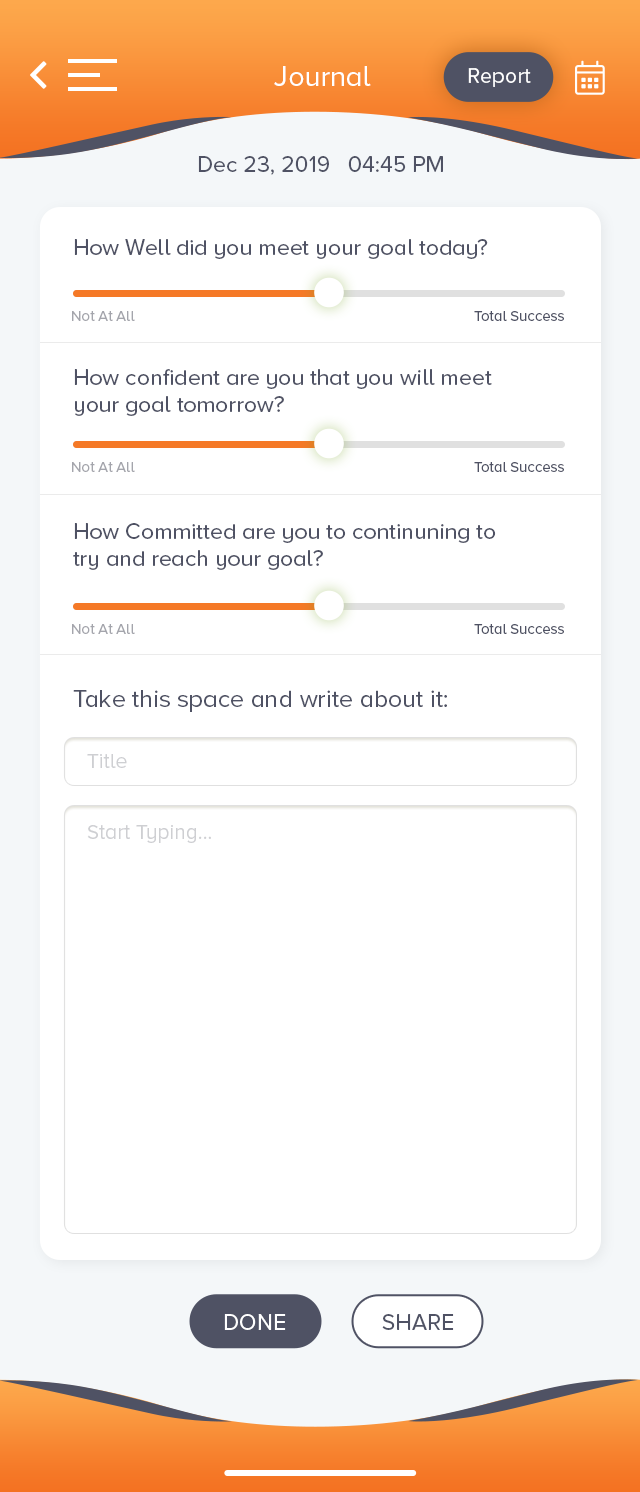 Journal
Report
Dec 23, 2019 04:45 PM
How Well did you meet your goal today?
Not At All Total Success
How confident are you that you will meet
your goal tomorrow?
Not At All Total Success
How Committed are you to continuning to
try and reach your goal?
Not At All Total Success
Take this space and write about it:
Title
Start Typing...
DONE SHARE